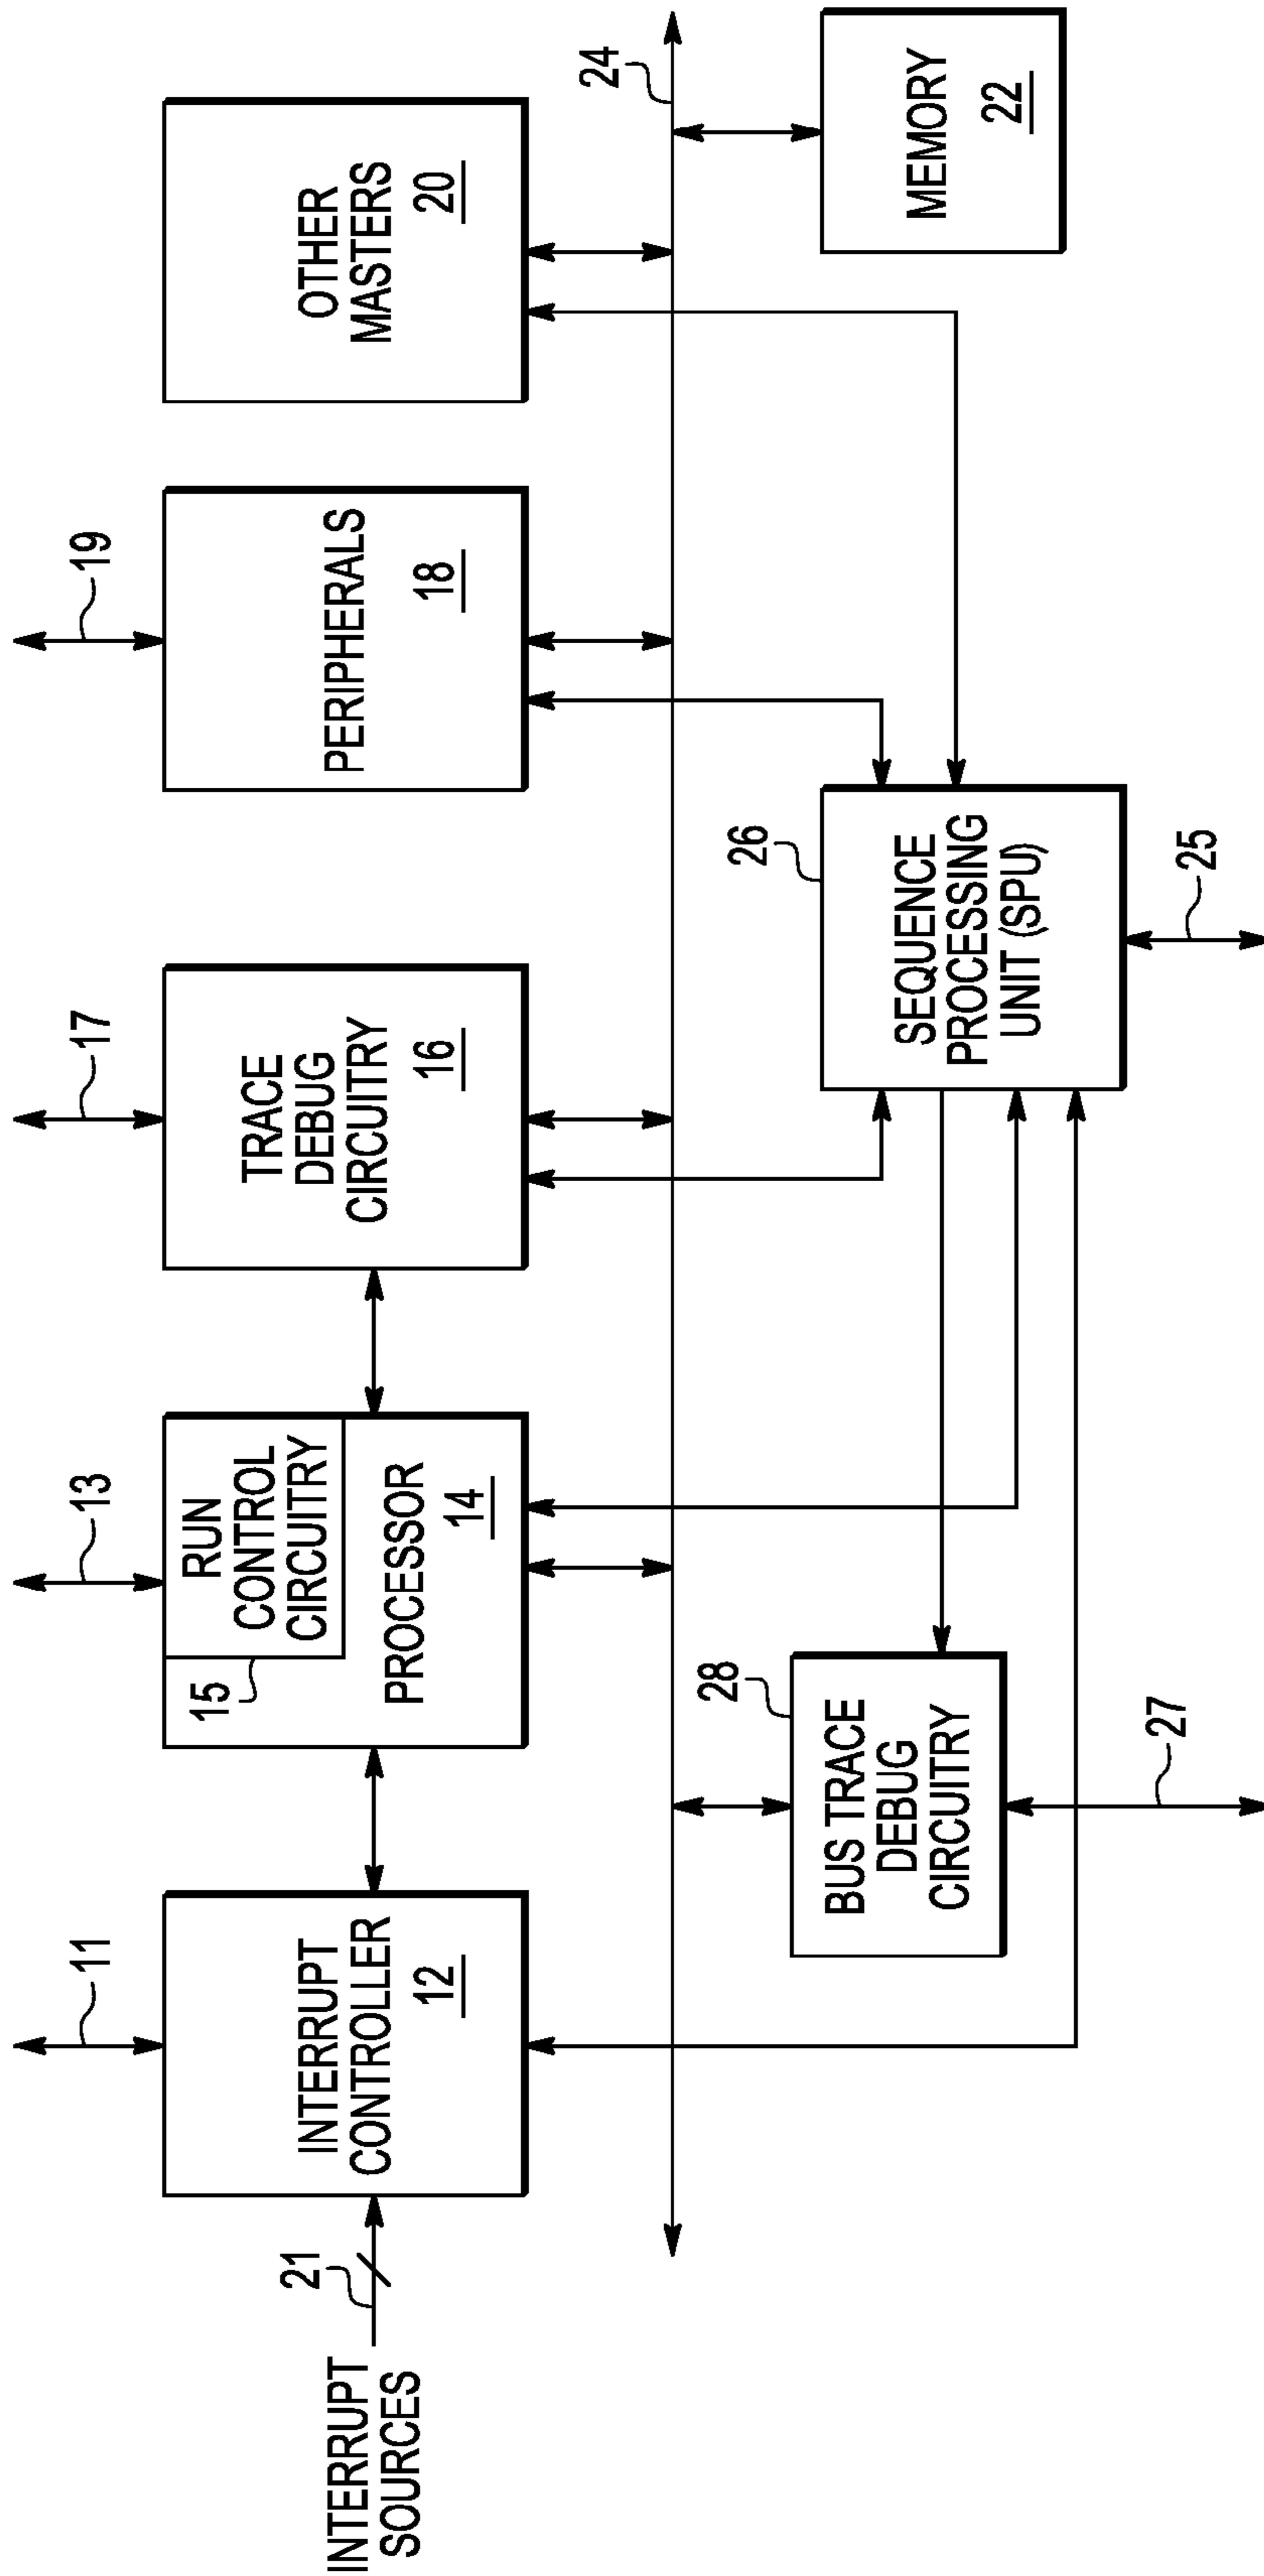 INTERRUPT
SOURCES
21
11
INTERRUPT
CONTROLLER
12
13
RUN
CONTROL
CIRCUITRY
15
PROCESSOR
14
17
TRACE
DEBUG
CIRCUITRY
16
19
PERIPHERALS
18
OTHER
MASTERS
20
24
28
BUS TRACE
DEBUG
CIRCUITRY
27
26
SEQUENCE
PROCESSING
UNIT (SPU)
25
MEMORY
22